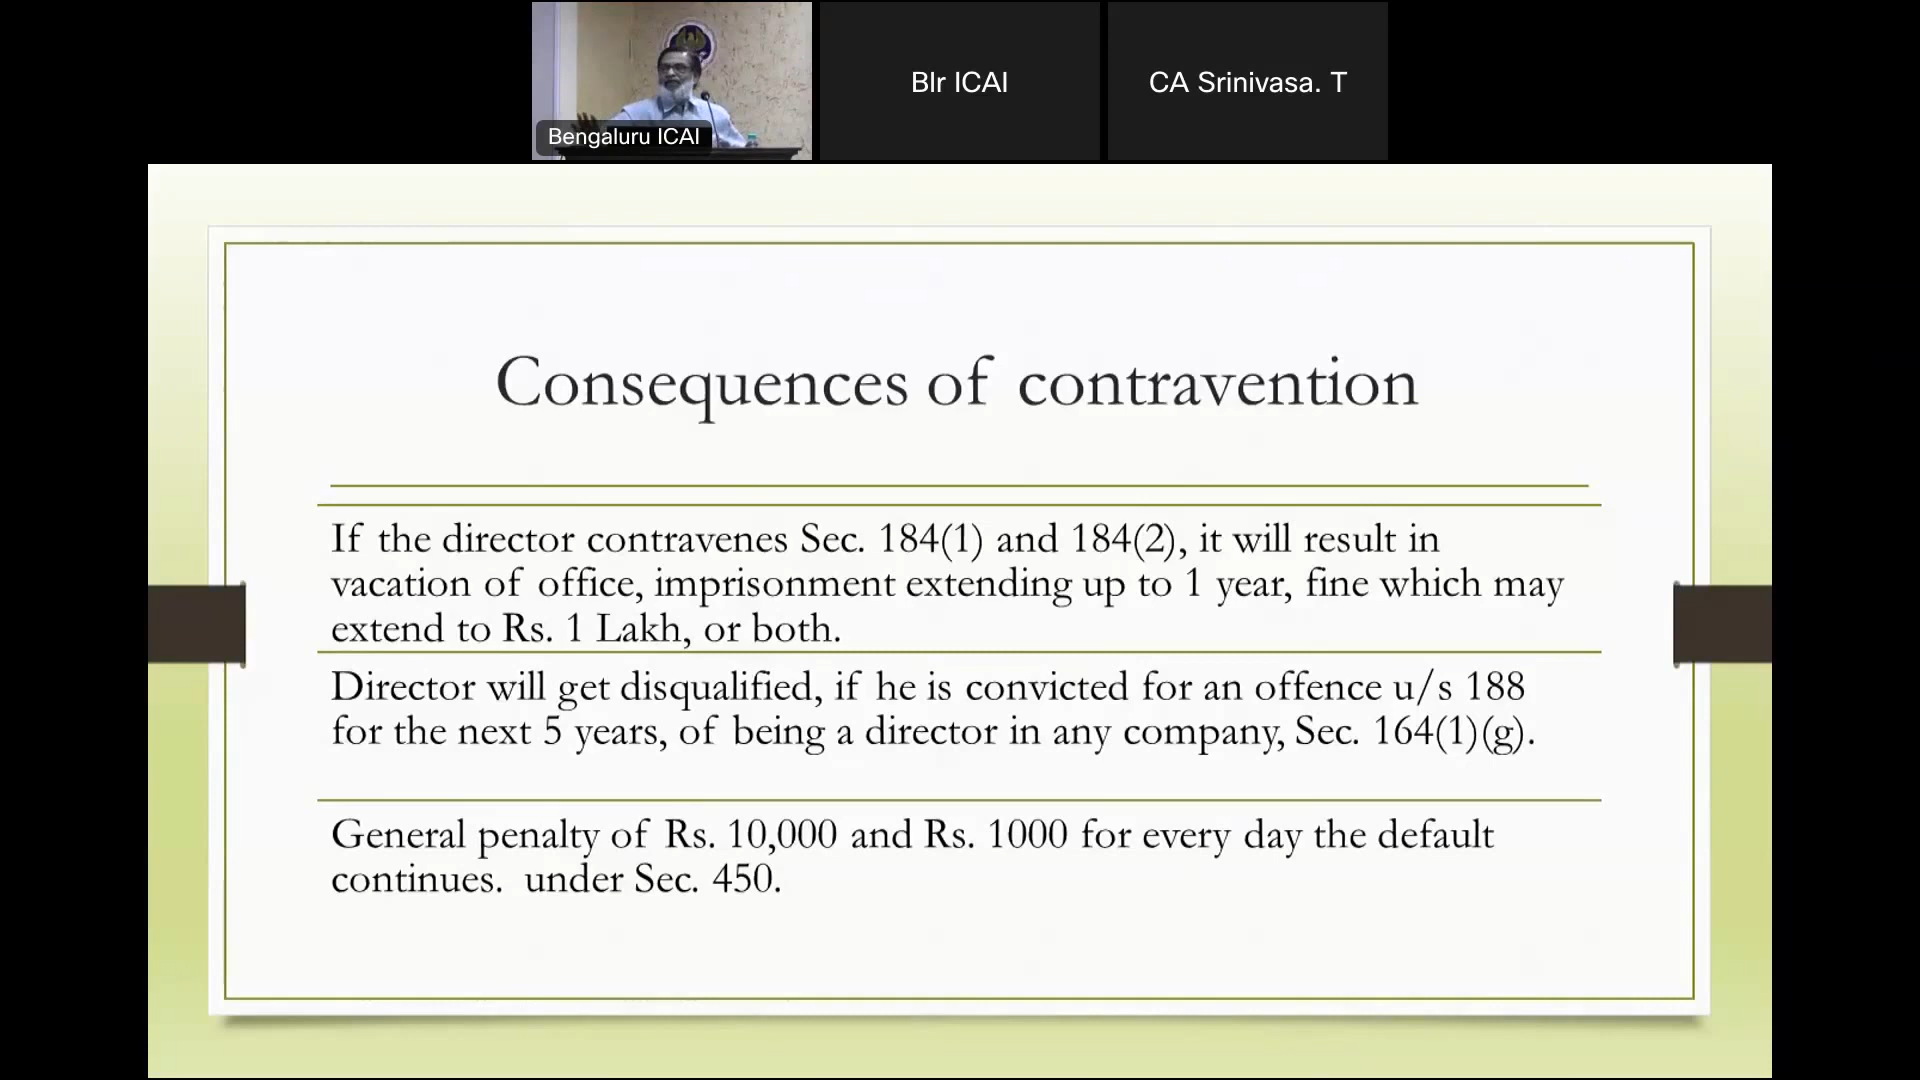 Bengaluru ICAI
Blr ICAI
CA Srinivasa. T
Consequences of contravention
If the director contravenes Sec. 184(1) and 184(2), it will result in
vacation of office, imprisonment extending up to 1 year, fine which may
extend to Rs. 1 Lakh, or both.
Director will get disqualified, if he is convicted for an offence u/s 188
for the next 5 years, of being a director in any company, Sec. 164(1)(g).
General penalty of Rs. 10,000 and Rs. 1000 for every day the default
continues. under Sec. 450.